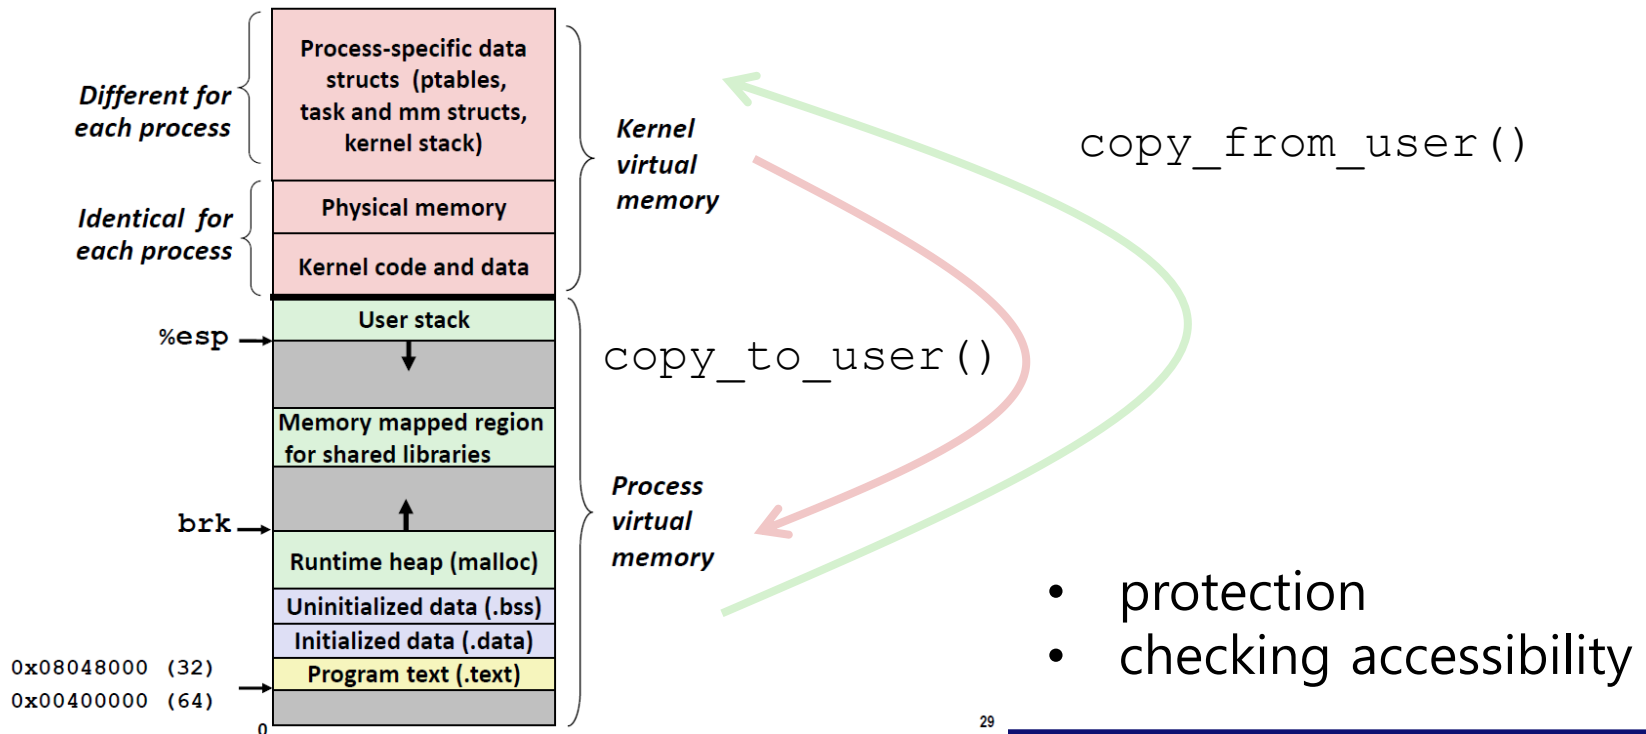 Process-specific data
structs (ptables,
task and mm structs,
kernel stack)
Different for
each process
Kernel
virtual
memory
copy_from_user()
Physical memory
Identical for
each process
Kernel code and data
User stack
%esp
copy_to_user()
Memory mapped region
for shared libraries
Process
virtual
memory
brk
Runtime heap (malloc)
Uninitialized data (.bss)
Initialized data (.data)
Program text (.text)
0x08048000 (32)
0x00400000 (64)
0
• protection
• checking accessibility
29